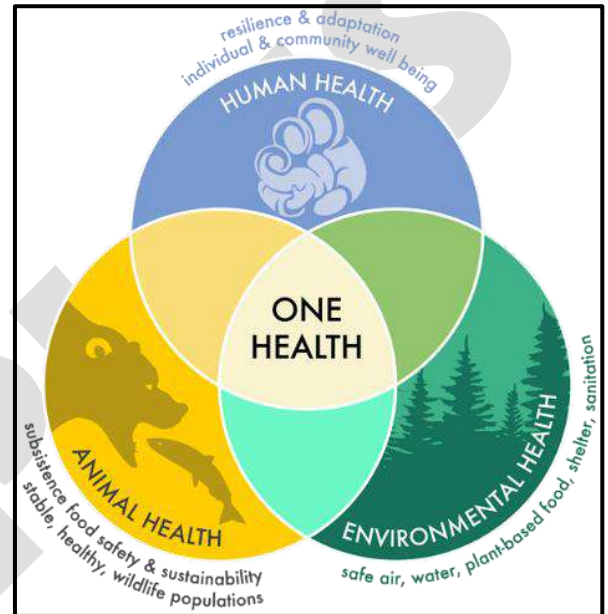 resilience & adaptation
individual & community well being
HUMAN HEALTH
ONE
HEALTH
ANIMAL HEALTH
subsistence food safety & sustainability
stable, healthy, wildlife populations
ENVIRONMENTAL HEALTH
safe air, water, plant-based food, shelter, sanitation